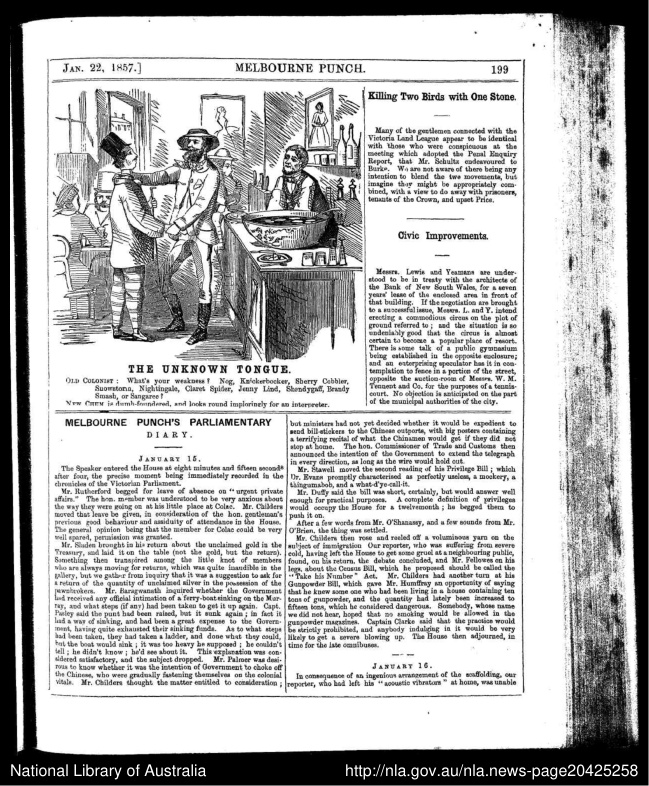 JAN. 22, 1857.]
MELBOURNE PUNCH.
199
THE UNKNOWN TONGUE.
OLD COLONIST: What's your weakness? Nog, Knickerbocker, Sherry Cobbler,
Snowstorm, Nightingale, Claret Spider, Jenny Lind, Shandygaff, Brandy
Smash, or Sangaree?
NEW CHUM is dumb-foundered, and looks round imploringly for an interpreter.
Killing Two Birds with One Stone.
Many of the gentlemen connected with the
Victoria Land League appear to be identical
with those who were conspicuous at the
meeting which adopted the Penal Enquiry
Report, that Mr. Schultz endeavoured to
Burke. We are not aware of there being any
intention to blend the two movements, but
imagine they might be appropriately com-
bined, with a view to do away with prisoners,
tenants of the Crown, and upset Price.
Civic Improvements.
Messrs. Lewis and Yeamans are under-
stood to be in treaty with the architects of
the Bank of New South Wales, for a seven
years' lease of the enclosed area in front of
that building. If the negotiation are brought
to a successful issue, Messrs. L. and Y. intend
erecting a commodious circus on the plot of
ground referred to; and the situation is so
undeniably good that the circus is almost
certain to become a popular place of resort.
There is some talk of a public gymnasium
being established in the opposite enclosure;
and an enterprising speculator has it in con-
templation to fence in a portion of the street,
opposite the auction-room of Messrs. W. M.
Tennent and Co. for the purposes of a tennis-
court. No objection is anticipated on the part
of the municipal authorities of the city.
MELBOURNE PUNCH'S PARLIAMENTARY
DIARY.
JANUARY 15.
The Speaker entered the House at eight minutes and fifteen seconds
after four, the precise moment being immediately recorded in the
chronicles of the Victorian Parliament.
Mr. Rutherford begged for leave of absence on "urgent private
affairs." The hon. member was understood to be very anxious about
the way they were going on at his little place at Colac. Mr. Childers
moved that leave be given, in consideration of the hon. gentleman's
previous good behaviour and assiduity of attendance in the House.
The general opinion being that the member for Colac could be very
well spared, permission was granted.
Mr. Sladen brought in his return about the unclaimed gold in the
Treasury, and laid it on the table (not the gold, but the return).
Something then transpired among the little knot of members
who are always moving for returns, which was quite inaudible in the
gallery, but we gather from inquiry that it was a suggestion to ask for
a return of the quantity of unclaimed silver in the possession of the
pawnbrokers. Mr. Baragwanath inquired whether the Government
had received any official intimation of a ferry-boat sinking on the Mur-
ray, and what steps (if any) had been taken to get it up again. Capt.
Pasley said the punt had been raised, but it sunk again; in fact it
had a way of sinking, and had been a great expense to the Govern-
ment, having quite exhausted their sinking funds. As to what steps
had been taken, they had taken a ladder, and done what they could,
but the boat would sink; it was too heavy he supposed; he couldn't
tell; he didn't know; he'd see about it. This explanation was con-
sidered satisfactory, and the subject dropped. Mr. Palmer was desi-
rous to know whether it was the intention of Government to choke off
the Chinese, who were gradually fastening themselves on the colonial
vitals. Mr. Childers thought the matter entitled to consideration;
but ministers had not yet decided whether it would be expedient to
send bill-stickers to the Chinese outports, with big posters containing
a terrifying recital of what the Chinamen would get if they did not
stop at home. The hon. Commissioner of Trade and Customs then
announced the intention of the Government to extend the telegraph
in every direction, as long as the wire would hold out.
Mr. Stawell moved the second reading of his Privilege Bill; which
Dr. Evans promptly characterised as perfectly useless, a mockery, a
thingumabob, and a what-d'ye-call-it.
Mr. Duffy said the bill was short, certainly, but would answer well
enough for practical purposes. A complete definition of privileges
would occupy the House for a twelvemonth; he begged them to
push it on.
After a few words from Mr. O'Shanassy, and a few sounds from Mr.
O'Brien, the thing was settled.
Mr. Childers then rose and reeled off a voluminous yarn on the
subject of immigration Our reporter, who was suffering from severe
cold, having left the House to get some gruel at a neighbouring public,
found, on his return, the debate concluded, and Mr. Fellows on his
legs, about the Census Bill, which he proposed should be called the
"Take his Number" Act. Mr. Childers had another turn at his
Gunpowder Bill, which gave Mr. Humffray an opportunity of saying
that he knew some one who had been living in a house containing ten
tons of gunpowder, and the quantity had lately been increased to
fifteen tons, which he considered dangerous. Somebody, whose name
we did not hear, hoped that no smoking would be allowed in the
gunpowder magazines. Captain Clarke said that the practice would
be strictly prohibited, and anybody indulging in it would be very
likely to get a severe blowing up. The House then adjourned, in
time for the late omnibuses.
JANUARY 16.
In consequence of an ingenious arrangement of the scaffolding, our
reporter, who had left his "acoustic vibrators" at home, was unable
National Library of Australia
http://nla.gov.au/nla.news-page20425258